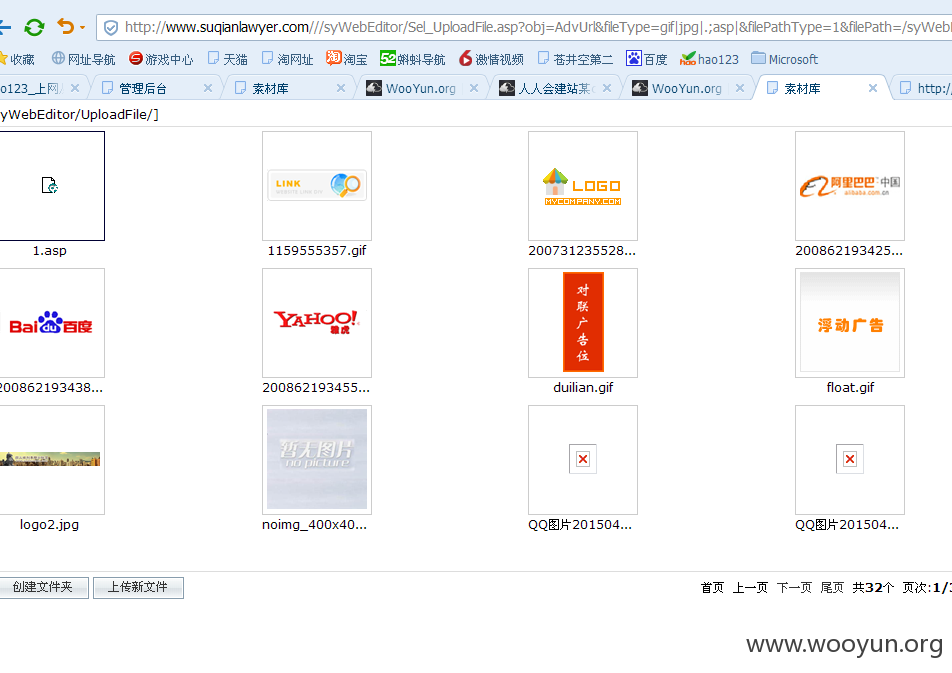 http://www.suqianlawyer.com///syWebEditor/Sel_UploadFile.asp?obj=AdvUrl&fileType=gif|jpg|.;asp|&filePathType=1&filePath=/syWebE
收藏 网址导航 游戏中心 天猫 淘网址 淘宝 蝌蚪导航 激情视频 苍井空第二 百度 hao123 Microsoft
o123_上网 管理后台 素材库 WooYun.org 人人会建站某 WooYun.org 素材库 http:/
yWebEditor/UploadFile/]
LINK
LOGO
MYCOMPANY.COM
阿里巴巴 中国
alibaba.com.cn
1.asp 1159555357.gif 200731235528... 200862193425...
Baidu百度
YAHOO!
雅虎
对联广告位
浮动广告
200862193438... 200862193455... duilian.gif float.gif
暂无图片
no picture
logo2.jpg noimg_400x40... QQ图片201504... QQ图片201504...
创建文件夹 上传新文件 首页 上一页 下一页 尾页 共32个 页次:1/3
www.wooyun.org